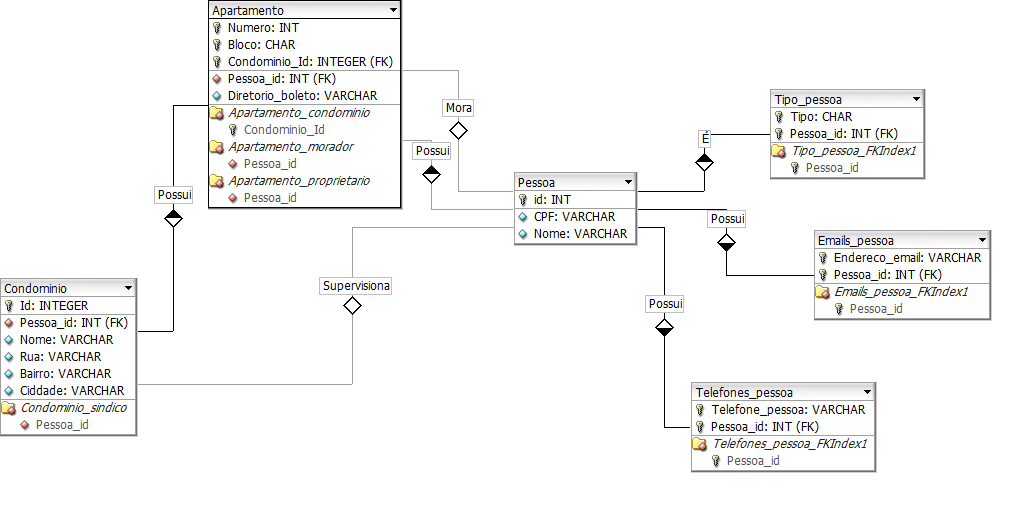 Apartamento
Numero: INT
Bloco: CHAR
Condominio_Id: INTEGER (FK)
Pessoa_id: INT (FK)
Diretorio_boleto: VARCHAR
Apartamento_condominio
Condominio_Id
Apartamento_morador
Pessoa_id
Apartamento_proprietario
Pessoa_id
Mora
Possui
Possui
Tipo_pessoa
Tipo: CHAR
Pessoa_id: INT (FK)
Tipo_pessoa_FKIndex1
Pessoa_id
É
Pessoa
id: INT
CPF: VARCHAR
Nome: VARCHAR
Possui
Emails_pessoa
Endereco_email: VARCHAR
Pessoa_id: INT (FK)
Emails_pessoa_FKIndex1
Pessoa_id
Condominio
Id: INTEGER
Pessoa_id: INT (FK)
Nome: VARCHAR
Rua: VARCHAR
Bairro: VARCHAR
Ciddade: VARCHAR
Condominio_sindico
Pessoa_id
Supervisiona
Possui
Telefones_pessoa
Telefone_pessoa: VARCHAR
Pessoa_id: INT (FK)
Telefones_pessoa_FKIndex1
Pessoa_id